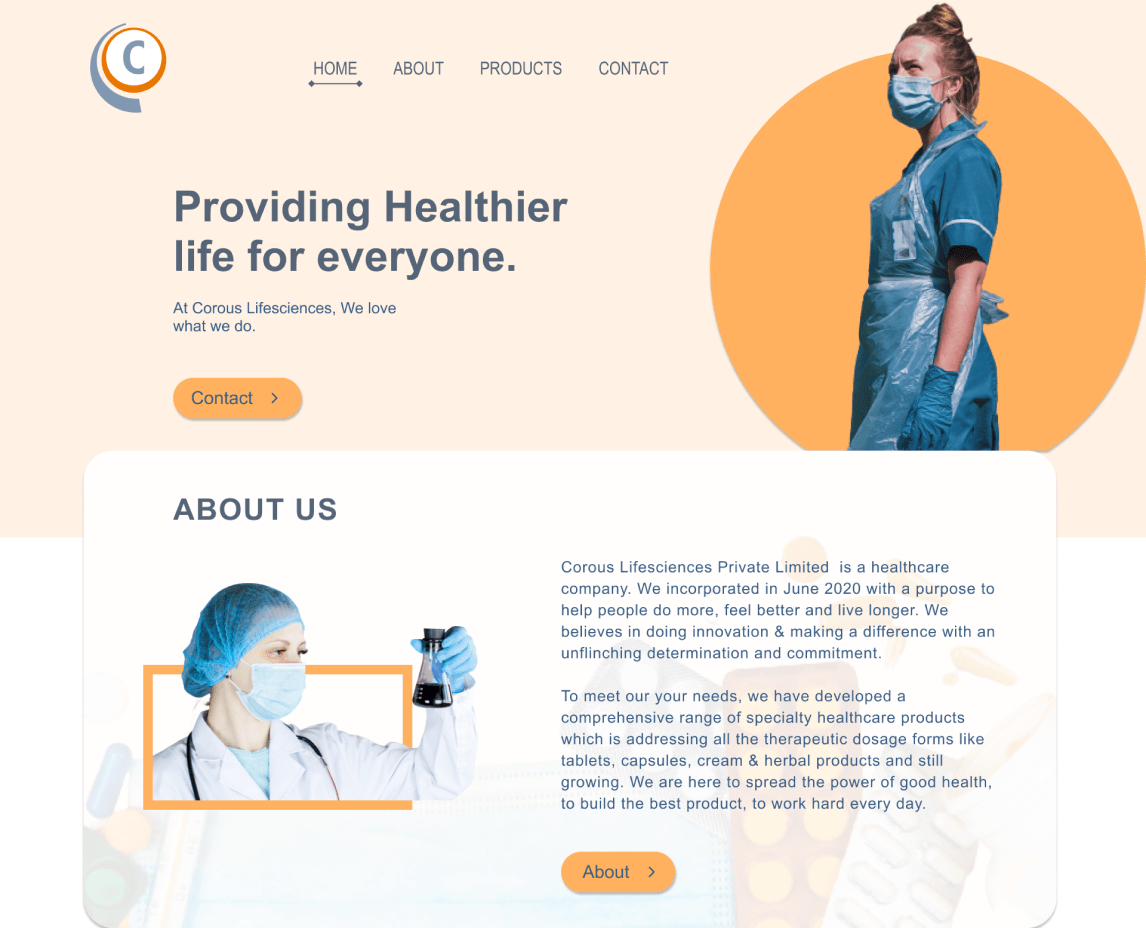 C
HOME ABOUT PRODUCTS CONTACT
Providing Healthier
life for everyone.
At Corous Lifesciences, We love
what we do.
Contact
ABOUT US
Corous Lifesciences Private Limited  is a healthcare
company. We incorporated in June 2020 with a purpose to
help people do more, feel better and live longer. We
believes in doing innovation & making a difference with an
unflinching determination and commitment.
To meet our your needs, we have developed a
comprehensive range of specialty healthcare products
which is addressing all the therapeutic dosage forms like
tablets, capsules, cream & herbal products and still
growing. We are here to spread the power of good health,
to build the best product, to work hard every day.
About